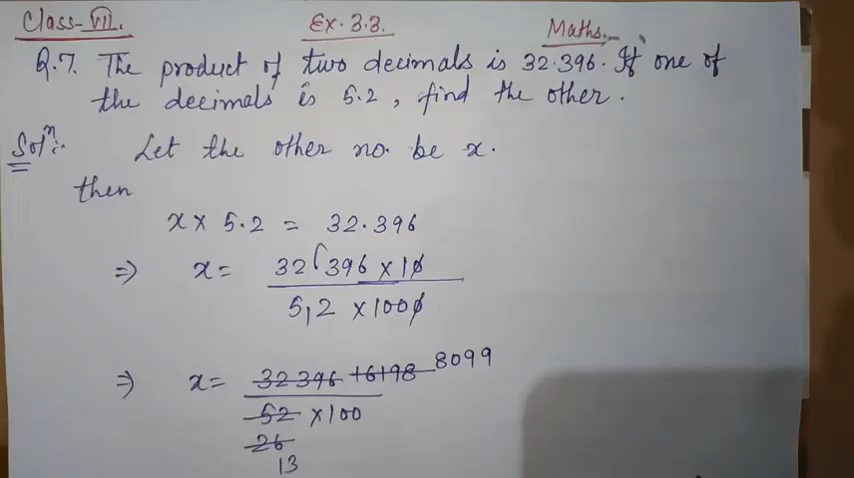 Class-VII. Ex. 3.3. Maths.
Q.7. The product of two decimals is 32.396. If one of
the decimals is 5.2, find the other.
Solⁿ:. Let the other no. be x.
then
x × 5.2 = 32.396
⇒ x = 32 396 × 10
5,2 × 1000
⇒ x = 32396 16198 8099
52 × 100
26
13